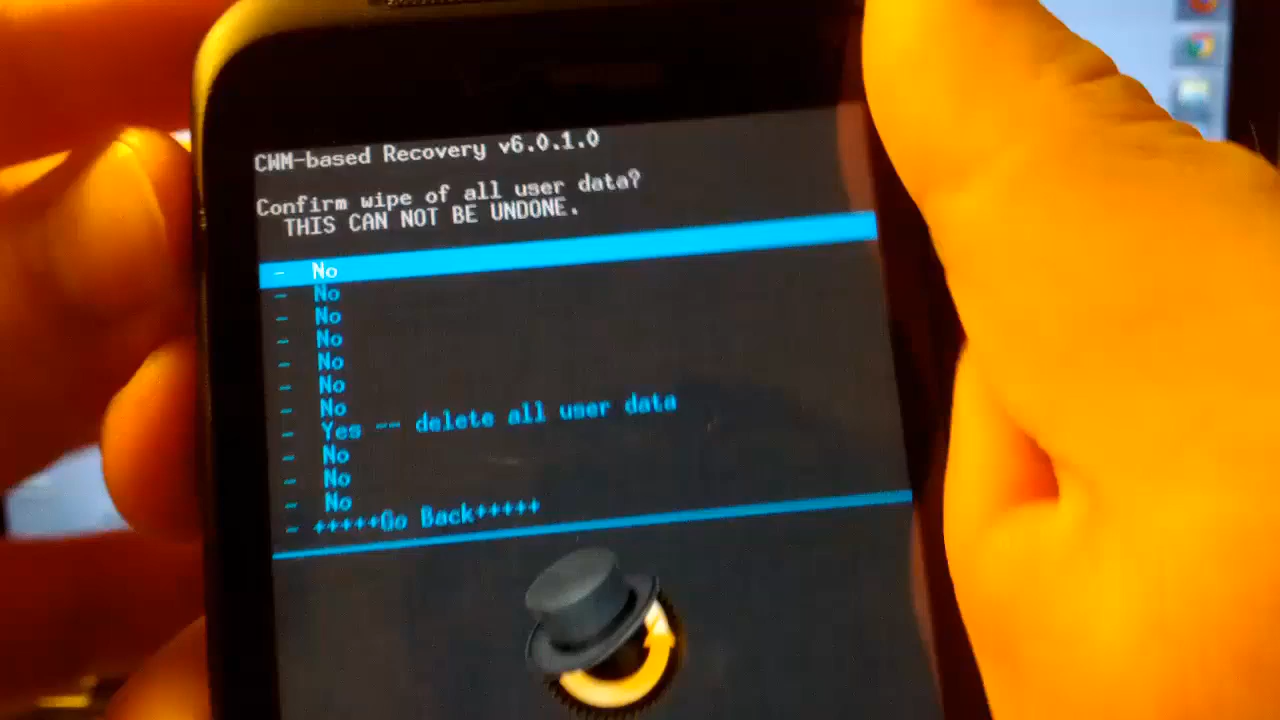 CWM-based Recovery v6.0.1.0
Confirm wipe of all user data?
THIS CAN NOT BE UNDONE.
- No
- No
- No
- No
- No
- No
- No
- Yes -- delete all user data
- No
- No
- No
- +++++Go Back+++++